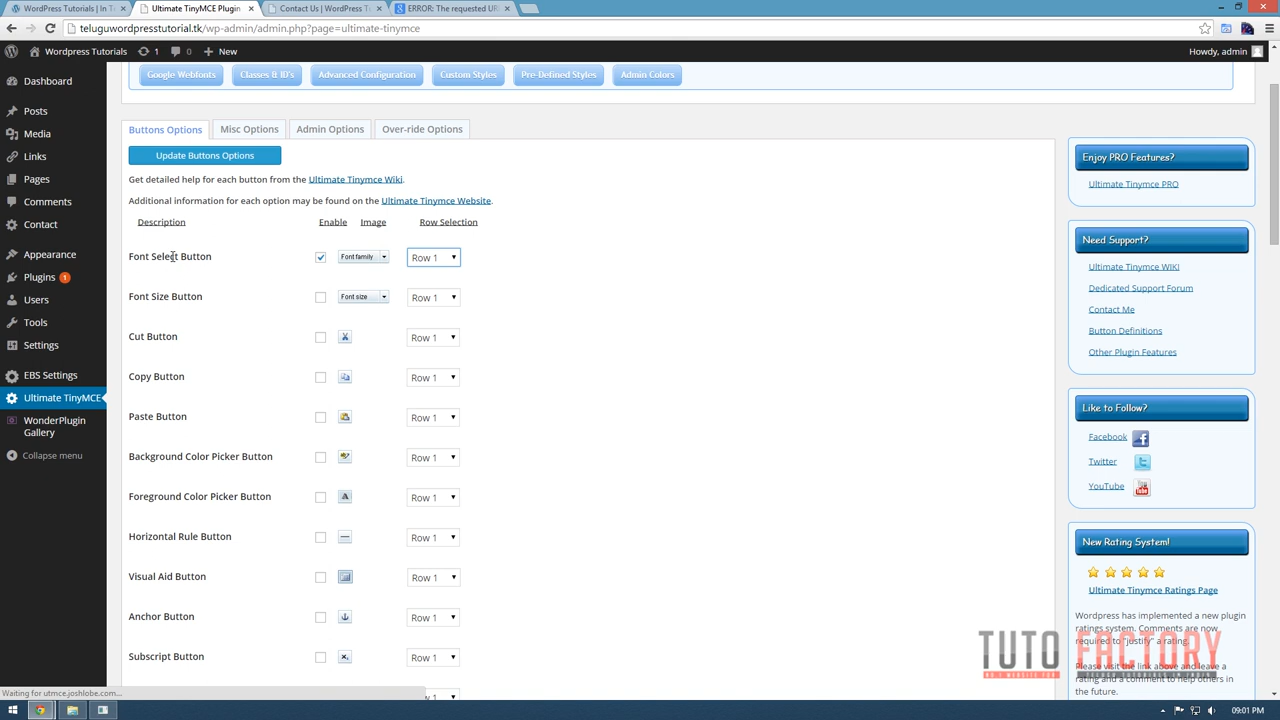 WordPress Tutorials | In T
Ultimate TinyMCE Plugin
Contact Us | WordPress T
ERROR: The requested UR
teluguwordpresstutorial.tk/wp-admin/admin.php?page=ultimate-tinymce
Wordpress Tutorials 1 0 + New
Howdy, admin
Dashboard
Posts
Media
Links
Pages
Comments
Contact
Appearance
Plugins 1
Users
Tools
Settings
EBS Settings
Ultimate TinyMCE
WonderPlugin
Gallery
Collapse menu
Google Webfonts
Classes & ID's
Advanced Configuration
Custom Styles
Pre-Defined Styles
Admin Colors
Buttons Options
Misc Options
Admin Options
Over-ride Options
Update Buttons Options
Get detailed help for each button from the Ultimate Tinymce Wiki.
Additional information for each option may be found on the Ultimate Tinymce Website.
Description Enable Image Row Selection
Font Select Button Font family Row 1
Font Size Button Font size Row 1
Cut Button Row 1
Copy Button Row 1
Paste Button Row 1
Background Color Picker Button Row 1
Foreground Color Picker Button Row 1
Horizontal Rule Button Row 1
Visual Aid Button Row 1
Anchor Button Row 1
Subscript Button Row 1
Enjoy PRO Features?
Ultimate Tinymce PRO
Need Support?
Ultimate Tinymce WIKI
Dedicated Support Forum
Contact Me
Button Definitions
Other Plugin Features
Like to Follow?
Facebook
Twitter
YouTube
New Rating System!
Ultimate Tinymce Ratings Page
Wordpress has implemented a new plugin
ratings system. Comments are now
required to "justify" a rating.
Please visit the link above and leave a
rating and a comment to help others in
the future.
TUTO FACTORY
Waiting for utmce.joshlobe.com...
09:01 PM